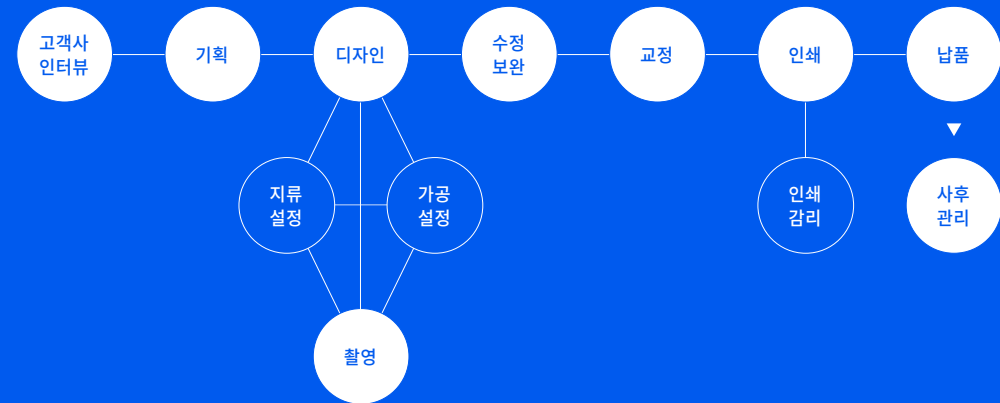 고객사
인터뷰
기획
디자인
수정
보완
교정
인쇄
납품
지류
설정
가공
설정
인쇄
감리
사후
관리
촬영